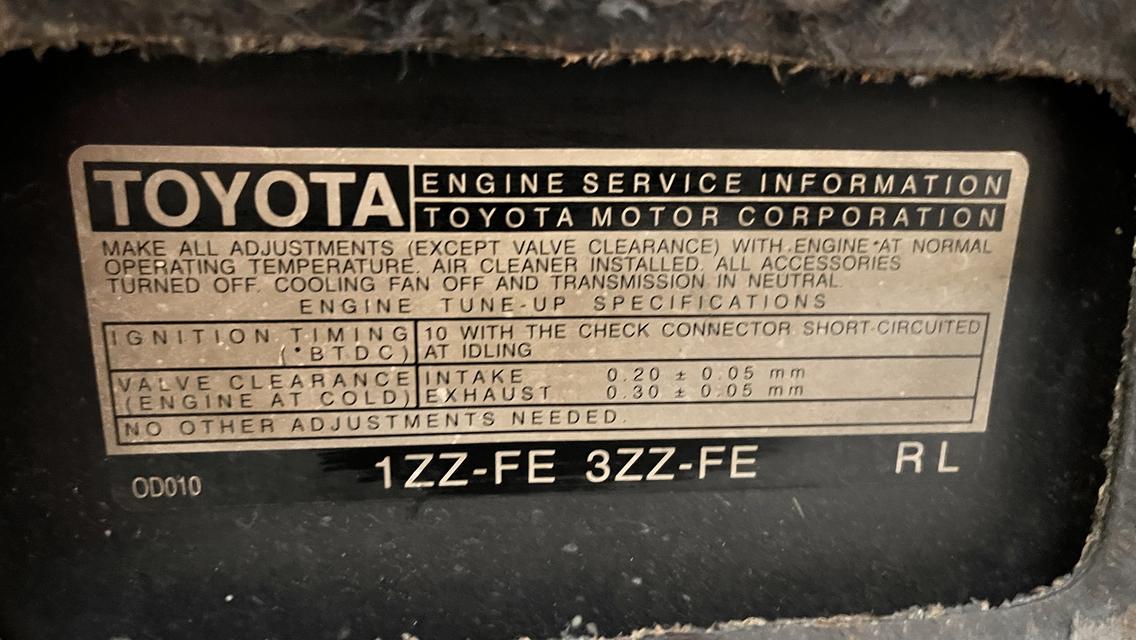 TOYOTA
ENGINE SERVICE INFORMATION
TOYOTA MOTOR CORPORATION
MAKE ALL ADJUSTMENTS (EXCEPT VALVE CLEARANCE) WITH ENGINE AT NORMAL
OPERATING TEMPERATURE. AIR CLEANER INSTALLED. ALL ACCESSORIES
TURNED OFF. COOLING FAN OFF AND TRANSMISSION IN NEUTRAL.
ENGINE TUNE-UP SPECIFICATIONS
IGNITION TIMING 10 WITH THE CHECK CONNECTOR SHORT-CIRCUITED
(°BTDC) AT IDLING
VALVE CLEARANCE INTAKE 0.20 ± 0.05 mm
(ENGINE AT COLD) EXHAUST 0.30 ± 0.05 mm
NO OTHER ADJUSTMENTS NEEDED.
OD010 1ZZ-FE 3ZZ-FE RL